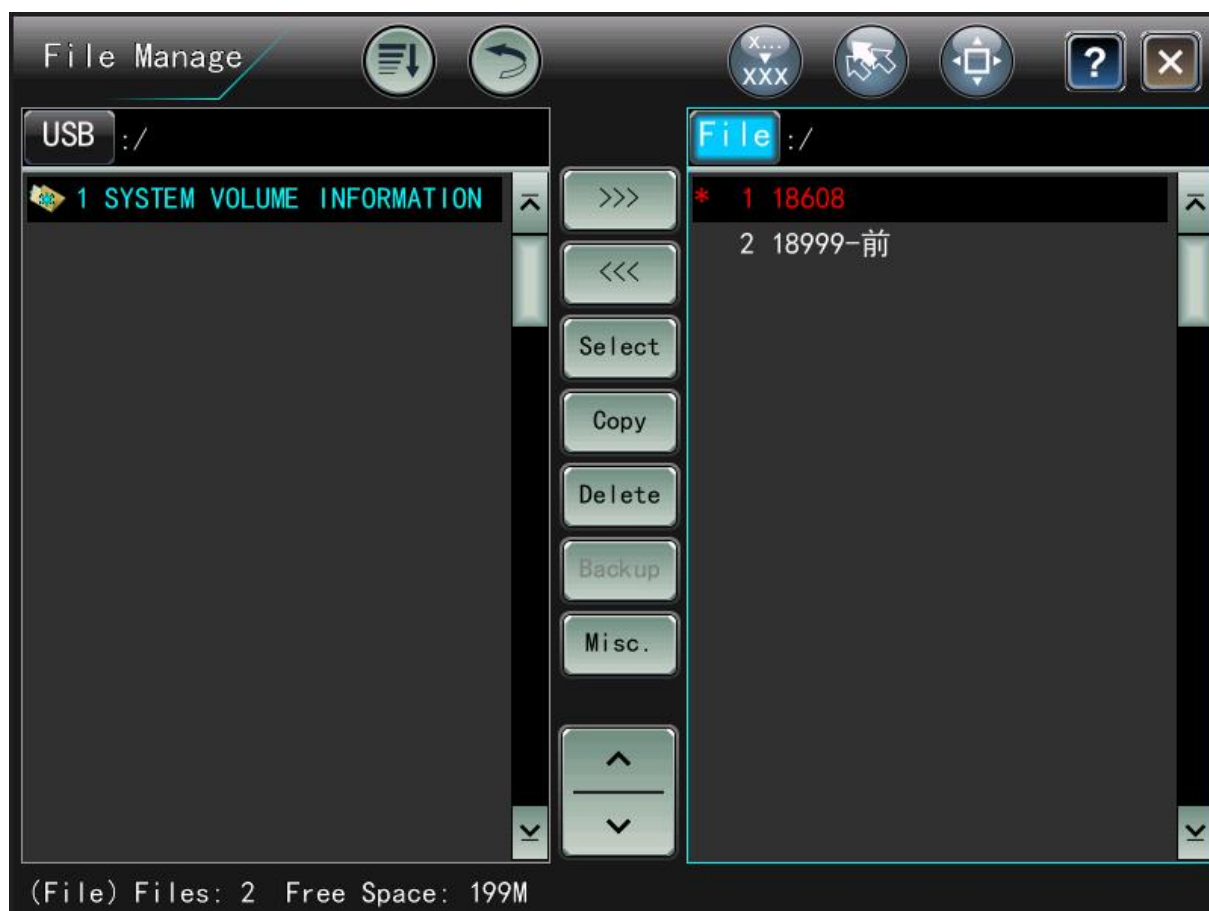 File Manage
X...
XXX
?
USB :/
File :/
1 SYSTEM VOLUME INFORMATION
>>>
* 1 18608
2 18999-前
<<<
Select
Copy
Delete
Backup
Misc.
(File) Files: 2 Free Space: 199M